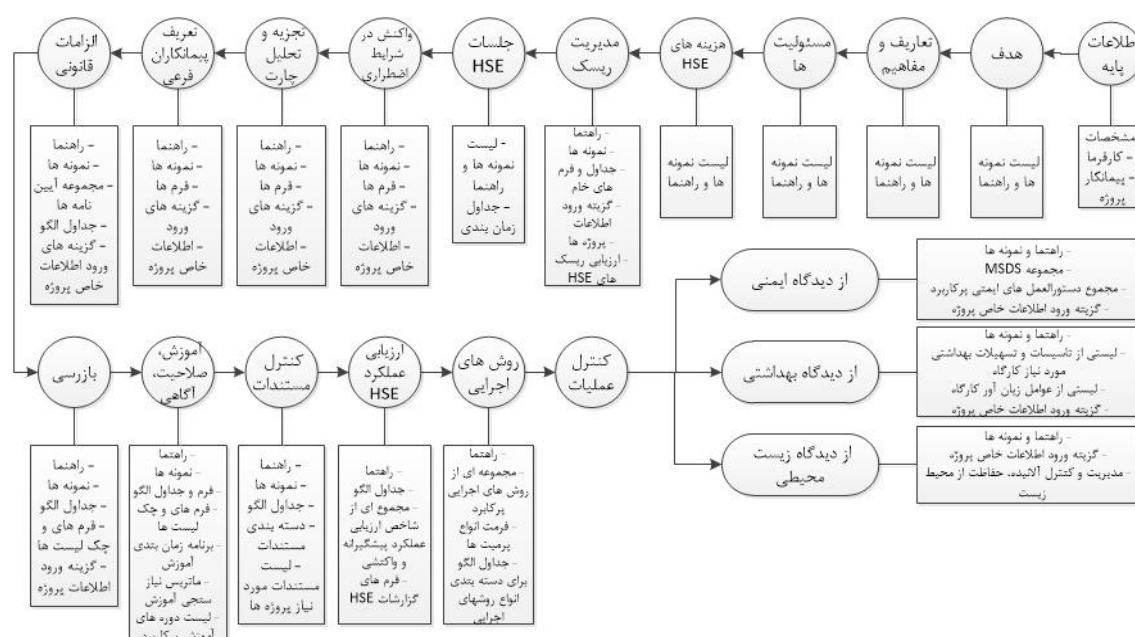 اطلاعات
پایه
هدف
تعاریف و
مفاهیم
مسئولیت
ها
هزینه های
HSE
مدیریت
ریسک
جلسات
HSE
واکنش در
شرایط
اضطراری
تجزیه و
تحلیل
چارت
تعریف
پیمانکاران
فرعی
الزامات
قانونی
مشخصات
- کارفرما
- پیمانکار
پروژه
لیست نمونه
ها و راهنما
لیست نمونه
ها و راهنما
لیست نمونه
ها و راهنما
لیست نمونه
ها و راهنما
- راهنما
- نمونه ها
- جداول و فرم
های خام
- گزینه ورود
اطلاعات
- پروژه ها
- ارزیابی ریسک
های HSE
- لیست
نمونه ها و
راهنما
- جداول
زمان بندی
- راهنما
- نمونه ها
- فرم ها
- گزینه های
ورود
- اطلاعات
خاص پروژه
- راهنما
- نمونه ها
- فرم ها
- گزینه های
ورود
- اطلاعات
خاص پروژه
- راهنما
- نمونه ها
- فرم ها
- گزینه های
ورود
- اطلاعات
خاص پروژه
- راهنما
- نمونه ها
- مجموعه آیین
نامه ها
- جداول الگو
- گزینه های
ورود اطلاعات
خاص پروژه
بازرسی
آموزش،
صلاحیت،
آگاهی
کنترل
مستندات
ارزیابی
عملکرد
HSE
روش های
اجرایی
کنترل
عملیات
- راهنما
- نمونه ها
- جداول الگو
- فرم های و
چک لیست ها
- گزینه ورود
اطلاعات پروژه
- راهنما
- نمونه ها
- فرم و جداول الگو
- فرم های و چک
لیست ها
- برنامه زمان بندی
آموزش
- ماتریس نیاز
سنجی آموزش
- لیست دوره های
آموزشی پرکاربرد
- راهنما
- نمونه ها
- جداول الگو
- دسته بندی
مستندات
- لیست
مستندات مورد
نیاز پروژه ها
- راهنما
- جداول الگو
- مجموع ای از
شاخص ارزیابی
عملکرد پیشگیرانه
و واکنشی
- فرم های
گزارشات HSE
- راهنما
- مجموعه ای از
روش های اجرایی
پرکاربرد
- فرمت انواع
پرمیت ها
- جداول الگو
برای دسته بندی
انواع روشهای
اجرایی
از دیدگاه ایمنی
- راهنما و نمونه ها
- مجموعه MSDS
- مجموع دستورالعمل های ایمنی پرکاربرد
- گزینه ورود اطلاعات خاص پروژه
از دیدگاه بهداشتی
- راهنما و نمونه ها
- لیستی از تاسیسات و تسهیلات بهداشتی
مورد نیاز کارگاه
- لیستی از عوامل زیان آور کارگاه
- گزینه ورود اطلاعات خاص پروژه
از دیدگاه زیست
محیطی
- راهنما و نمونه ها
- گزینه ورود اطلاعات خاص پروژه
- مدیریت و کنترل آلاینده، حفاظت از محیط
زیست